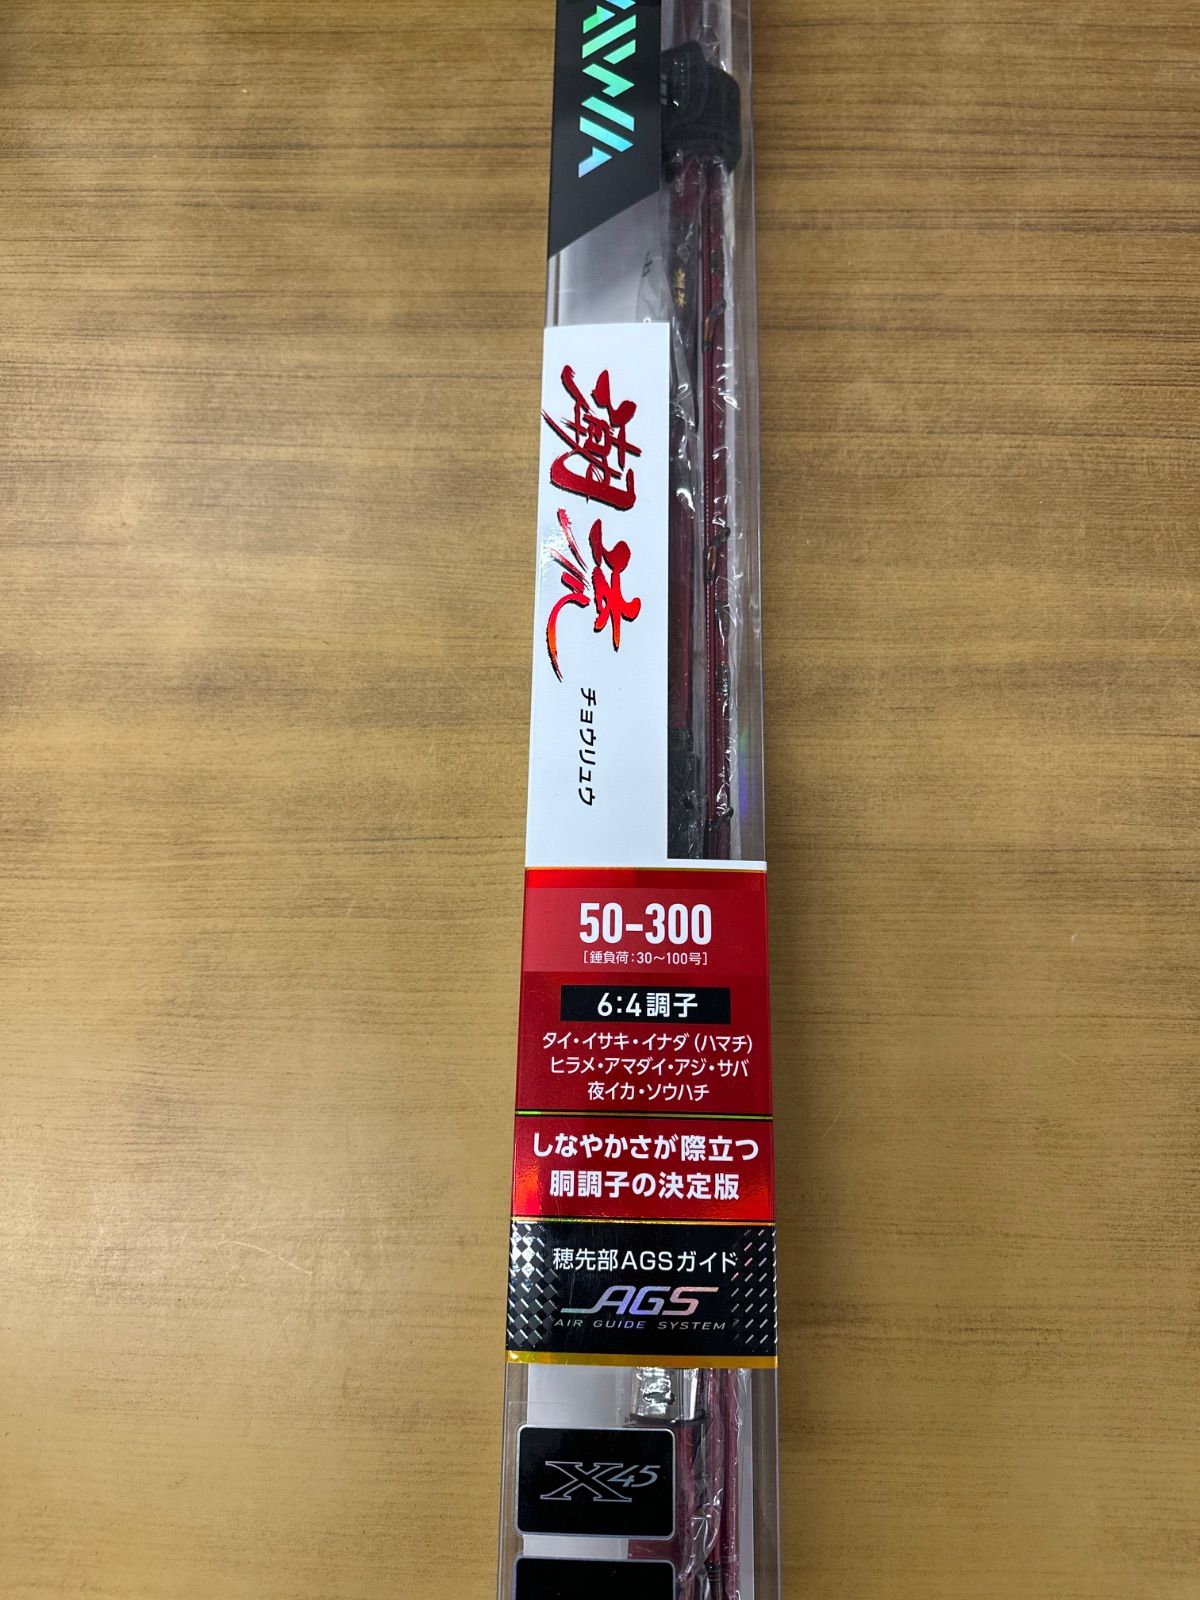 DAIWA
潮流
チョウリュウ
50-300
[錘負荷:30~100号]
6:4調子
タイ・イサキ・イナダ(ハマチ)
ヒラメ・アマダイ・アジ・サバ
夜イカ・ソウハチ
しなやかさが際立つ
胴調子の決定版
穂先部AGSガイド
AGS
AIR GUIDE SYSTEM
X45